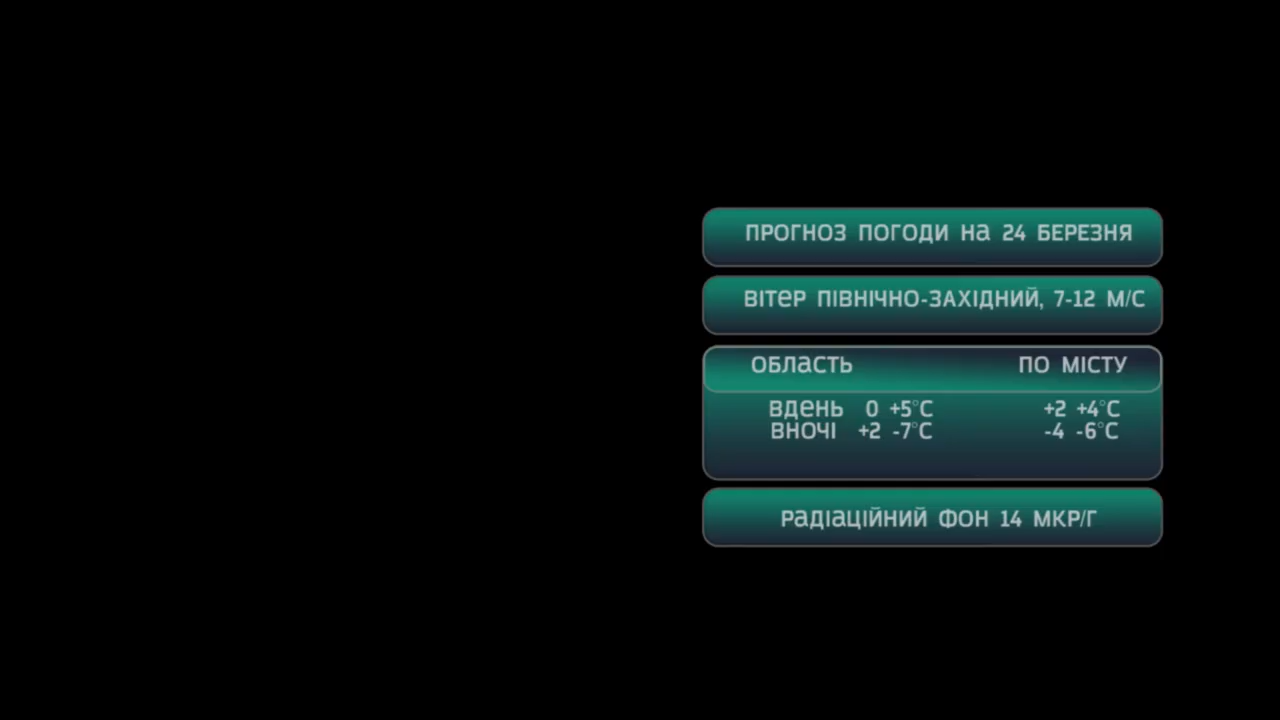 ПРОГНОЗ ПОГОДИ На 24 БЕРЕЗНЯ
ВІТЕР ПІВНІЧНО-ЗАХІДНИЙ, 7-12 М/С
ОБЛАСТЬ ПО МІСТУ
ВДЕНЬ 0 +5°С +2 +4°С
ВНОЧІ +2 -7°С -4 -6°С
РаДІаЦІЙНИЙ ФОН 14 МКР/Г